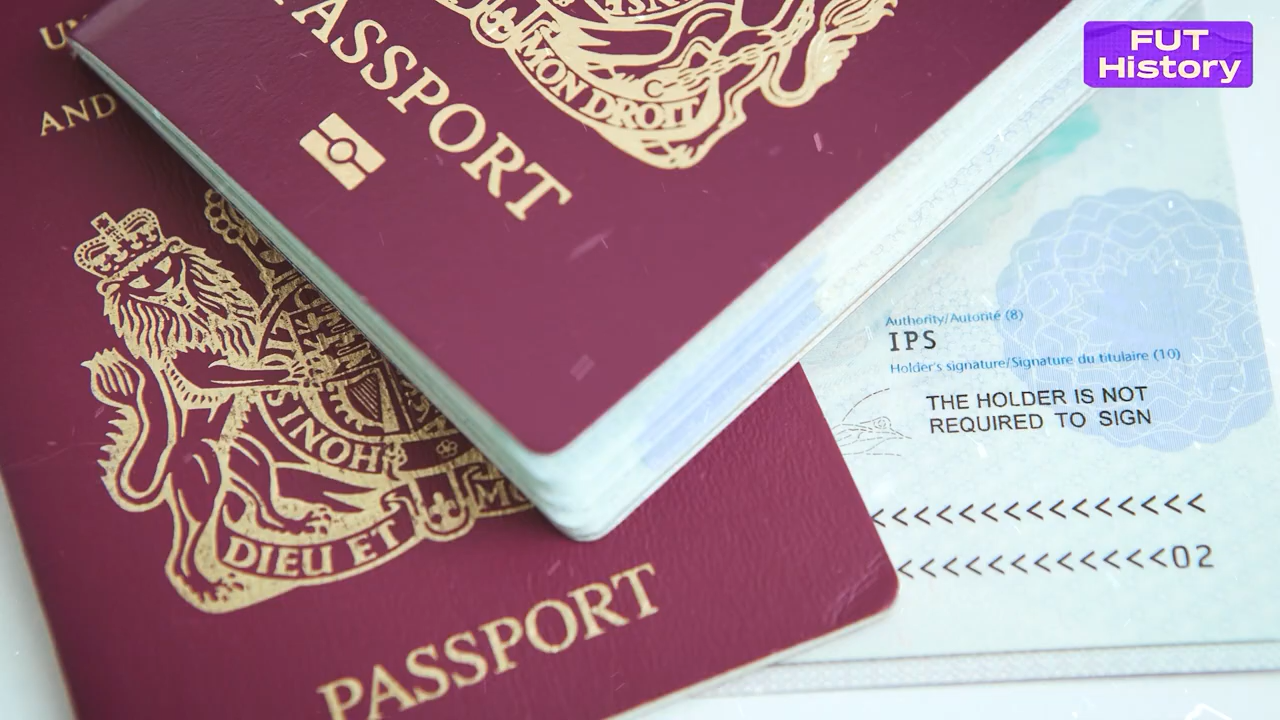 FUT
History
AND
PASSPORT
MON DROIT
DIEU ET
PASSPORT
Authority/Autorité (8)
IPS
Holder's signature/Signature du titulaire (10)
THE HOLDER IS NOT
REQUIRED TO SIGN
<<<<<<<<<<<<<<
<<<<<<<<<<<<02